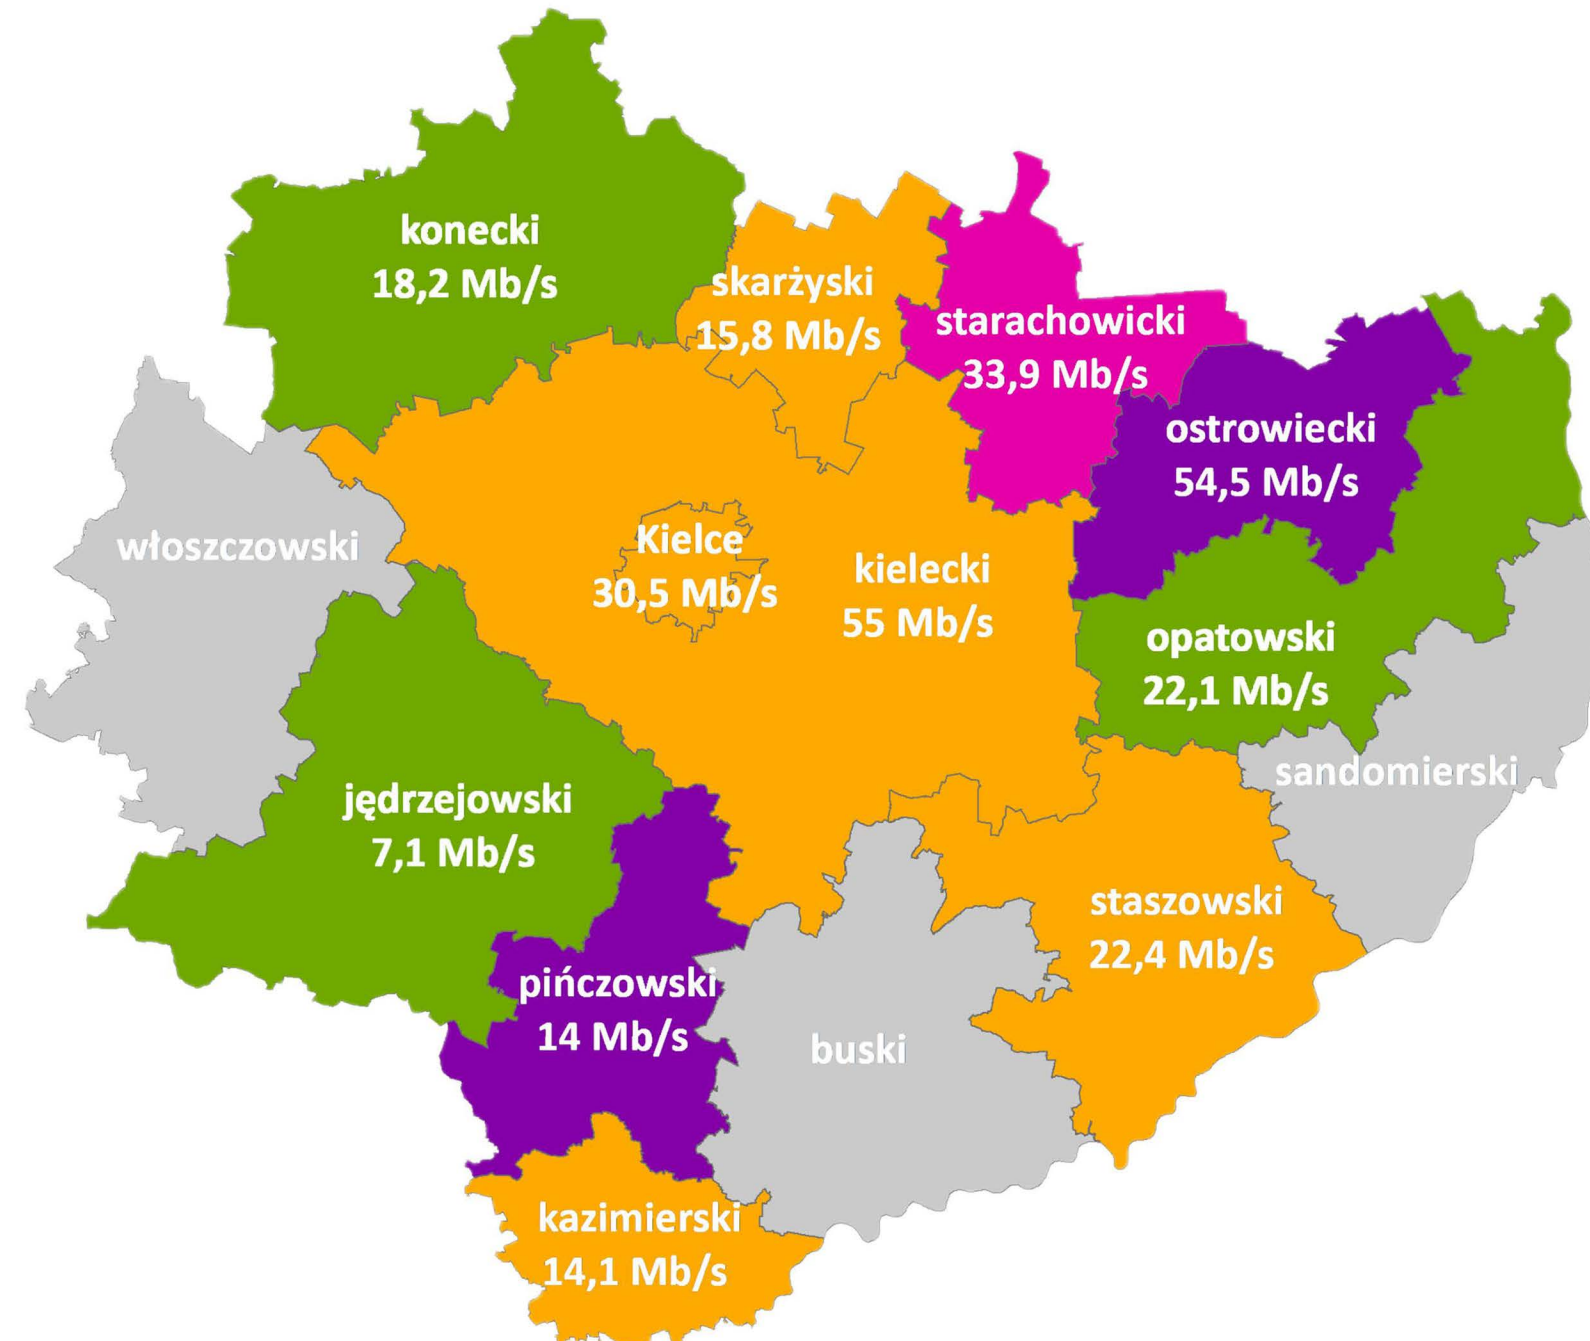 konecki
18,2 Mb/s
skarżyski
15,8 Mb/s
starachowicki
33,9 Mb/s
ostrowiecki
54,5 Mb/s
włoszczowski
Kielce
30,5 Mb/s
kielecki
55 Mb/s
opatowski
22,1 Mb/s
sandomierski
jędrzejowski
7,1 Mb/s
staszowski
22,4 Mb/s
pińczowski
14 Mb/s
buski
kazimierski
14,1 Mb/s